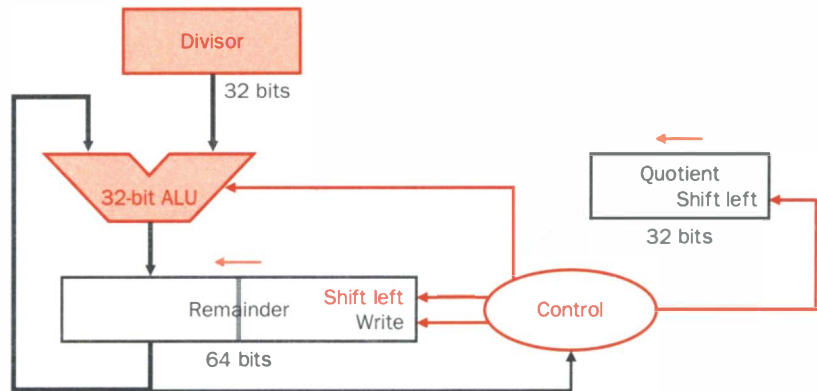 Divisor
32 bits
Quotient
Shift left
32 bits
32-bit ALU
Remainder
Shift left
Write
64 bits
Control